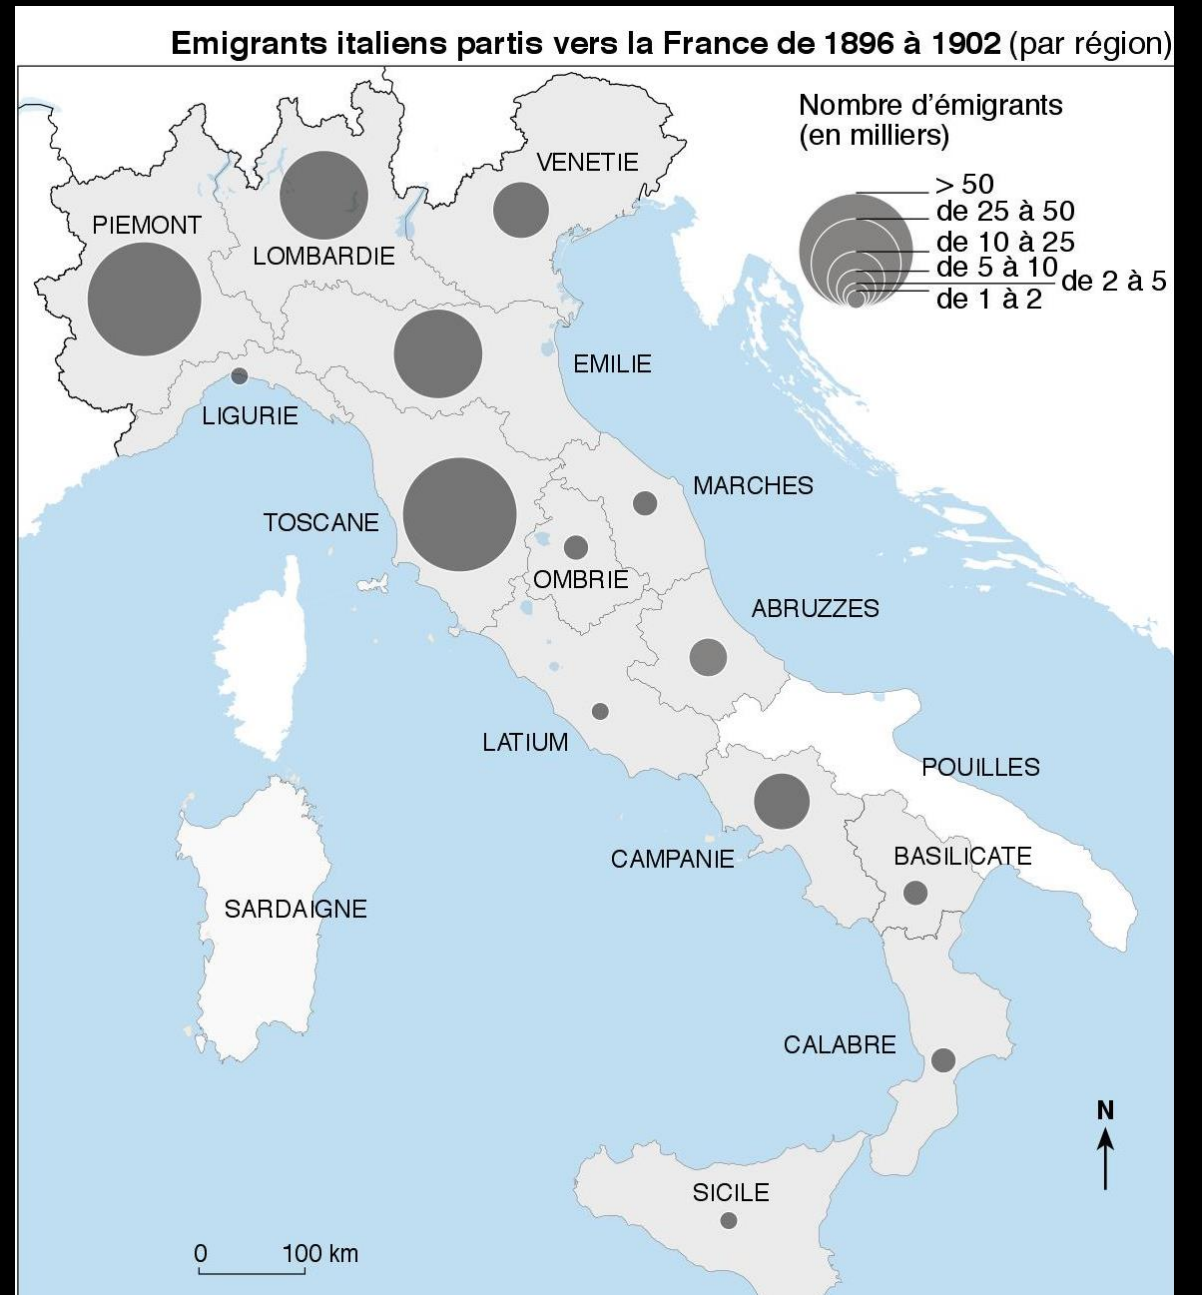 Emigrants italiens partis vers la France de 1896 à 1902 (par région)
Nombre d'émigrants
(en milliers)
> 50
de 25 à 50
de 10 à 25
de 5 à 10
de 2 à 5
de 1 à 2
VENETIE
PIEMONT
LOMBARDIE
EMILIE
LIGURIE
MARCHES
TOSCANE
OMBRIE
ABRUZZES
LATIUM
POUILLES
CAMPANIE
BASILICATE
SARDAIGNE
CALABRE
N
SICILE
0 100 km